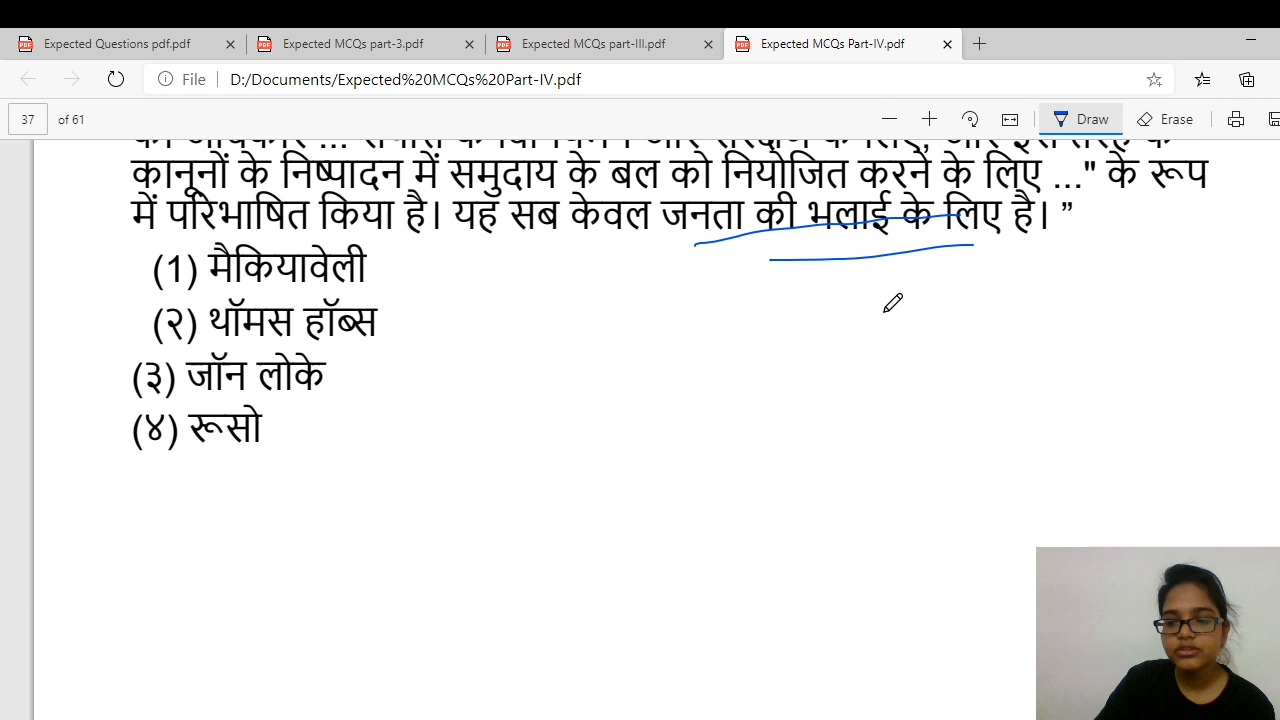 Expected Questions pdf.pdf
Expected MCQs part-3.pdf
Expected MCQs part-III.pdf
Expected MCQs Part-IV.pdf
File
D:/Documents/Expected%20MCQs%20Part-IV.pdf
37 of 61
Draw
Erase
कानूनों के निष्पादन में समुदाय के बल को नियोजित करने के लिए ..." के रूप
में परिभाषित किया है। यह सब केवल जनता की भलाई के लिए है। ”
(1) मैकियावेली
(२) थॉमस हॉब्स
(३) जॉन लोके
(४) रूसो